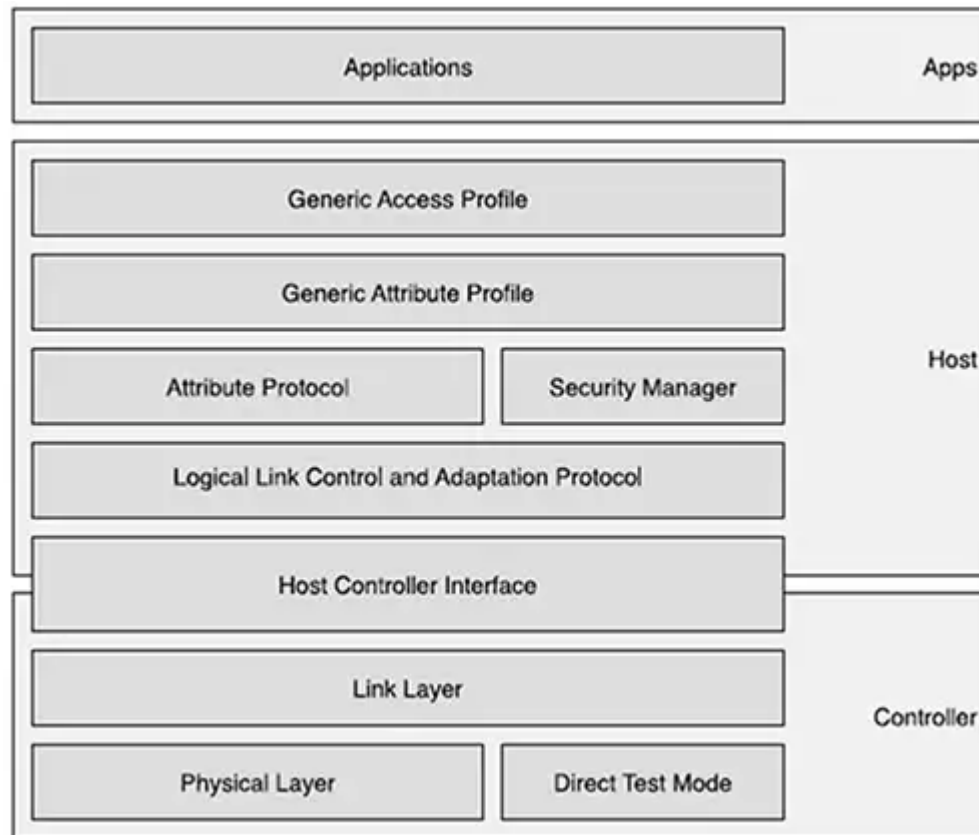 Applications
Apps
Generic Access Profile
Generic Attribute Profile
Host
Attribute Protocol
Security Manager
Logical Link Control and Adaptation Protocol
Host Controller Interface
Link Layer
Controller
Physical Layer
Direct Test Mode